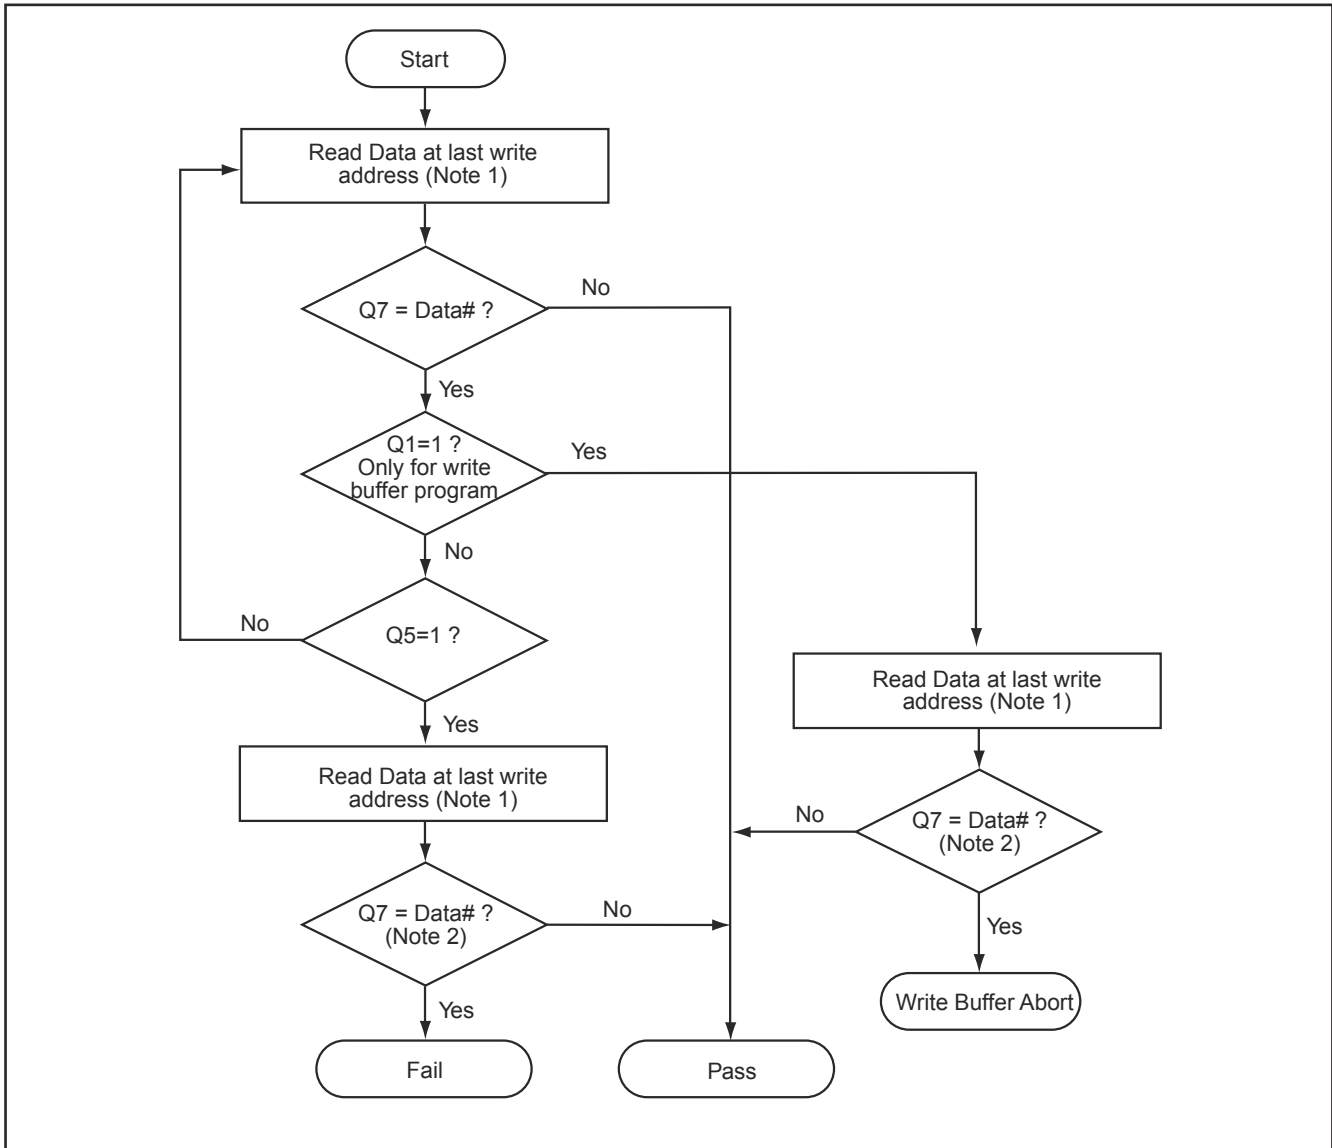 Start
Read Data at last write
address (Note 1)
Q7 = Data# ?
No
Yes
Q1=1 ?
Only for write
buffer program
Yes
No
Q5=1 ?
No
Yes
Read Data at last write
address (Note 1)
Read Data at last write
address (Note 1)
Q7 = Data# ?
(Note 2)
No
Yes
Q7 = Data# ?
(Note 2)
No
Yes
Write Buffer Abort
Fail
Pass